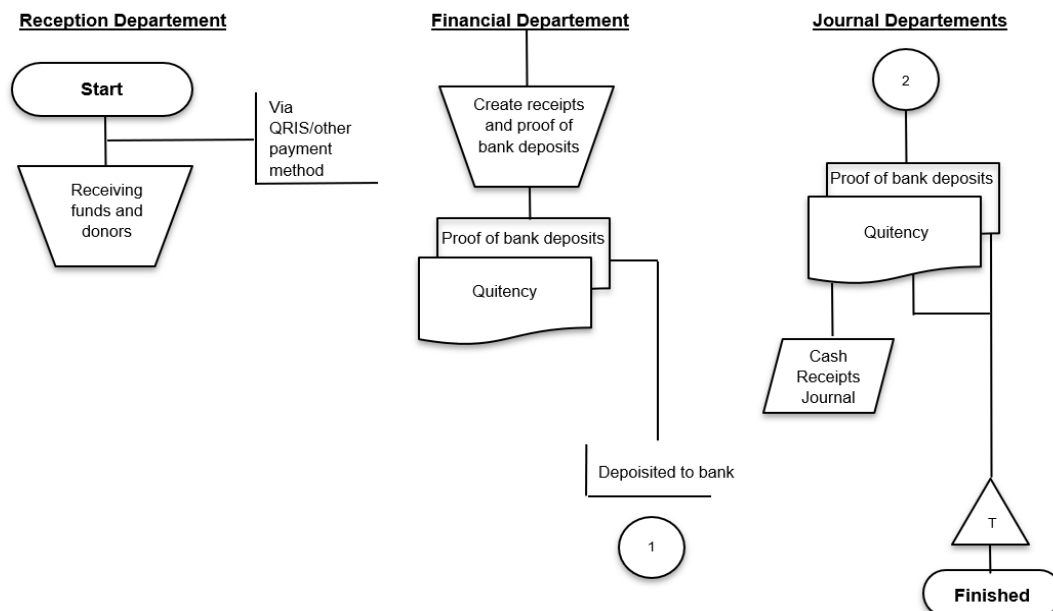 Reception Departement
Start
Via
QRIS/other
payment
method
Receiving
funds and
donors
Financial Departement
Create receipts
and proof of
bank deposits
Proof of bank deposits
Quitency
Depoisited to bank
1
Journal Departements
2
Proof of bank deposits
Quitency
Cash
Receipts
Journal
T
Finished